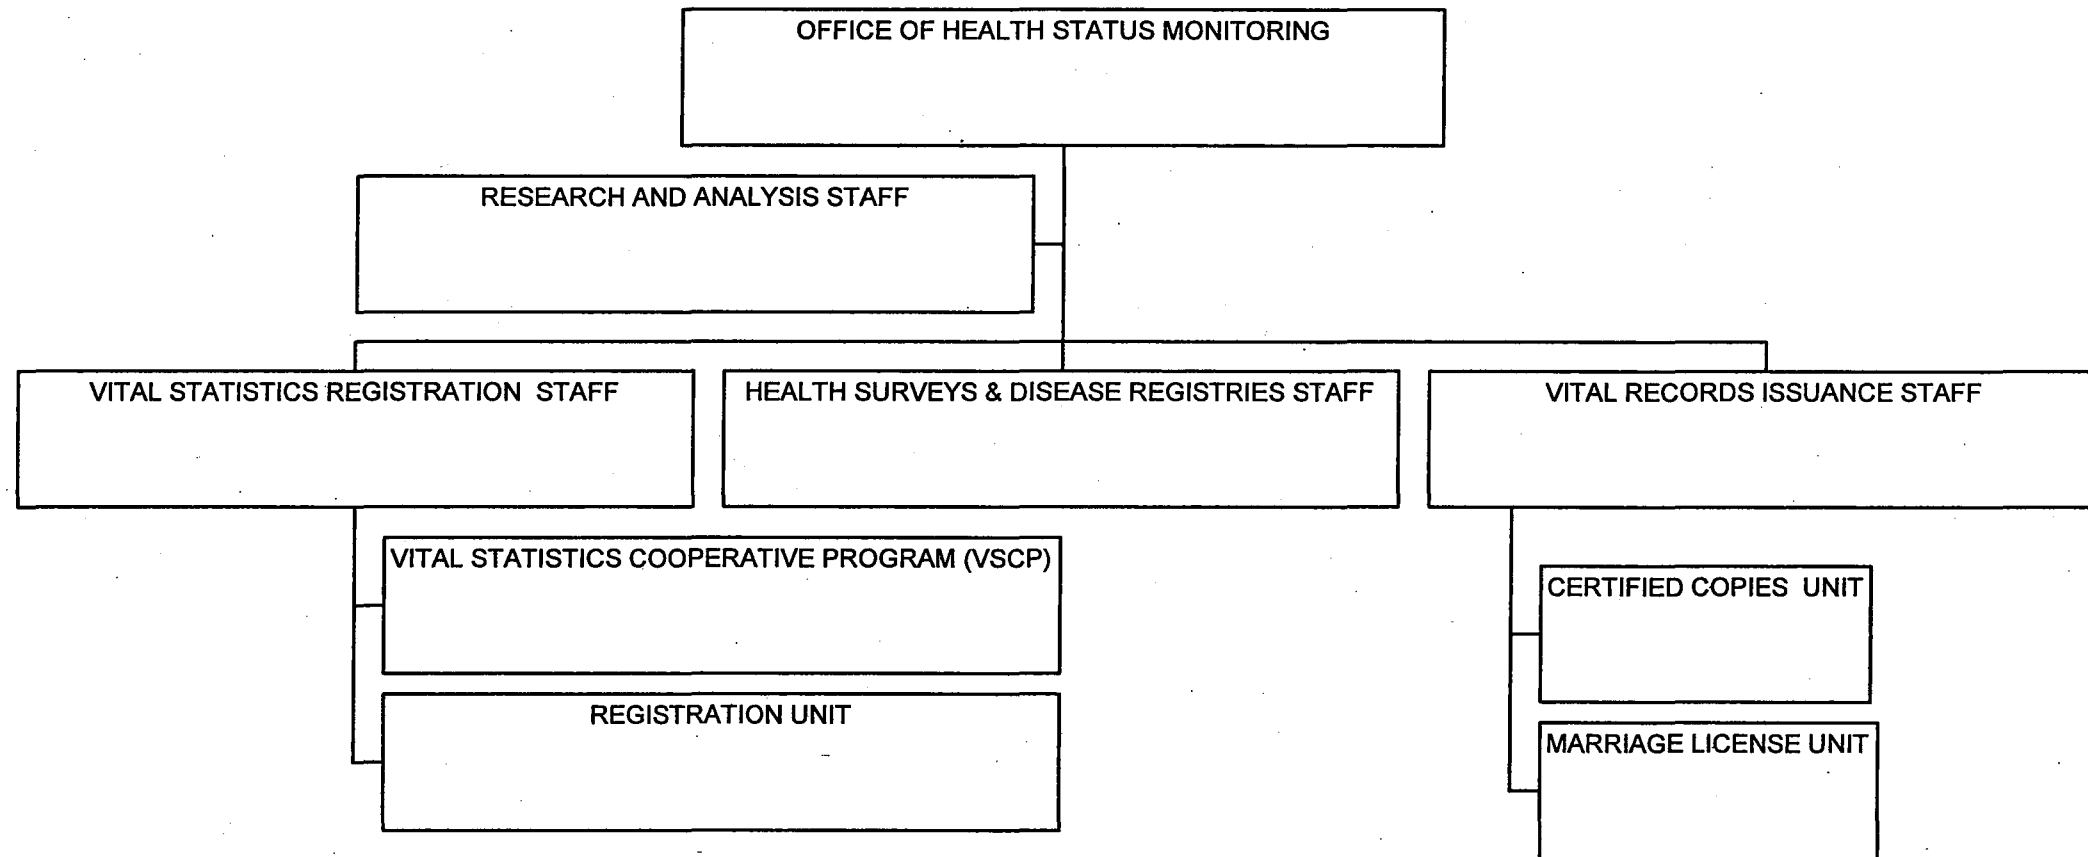 OFFICE OF HEALTH STATUS MONITORING
RESEARCH AND ANALYSIS STAFF
VITAL STATISTICS REGISTRATION STAFF
HEALTH SURVEYS & DISEASE REGISTRIES STAFF
VITAL RECORDS ISSUANCE STAFF
VITAL STATISTICS COOPERATIVE PROGRAM (VSCP)
REGISTRATION UNIT
CERTIFIED COPIES UNIT
MARRIAGE LICENSE UNIT